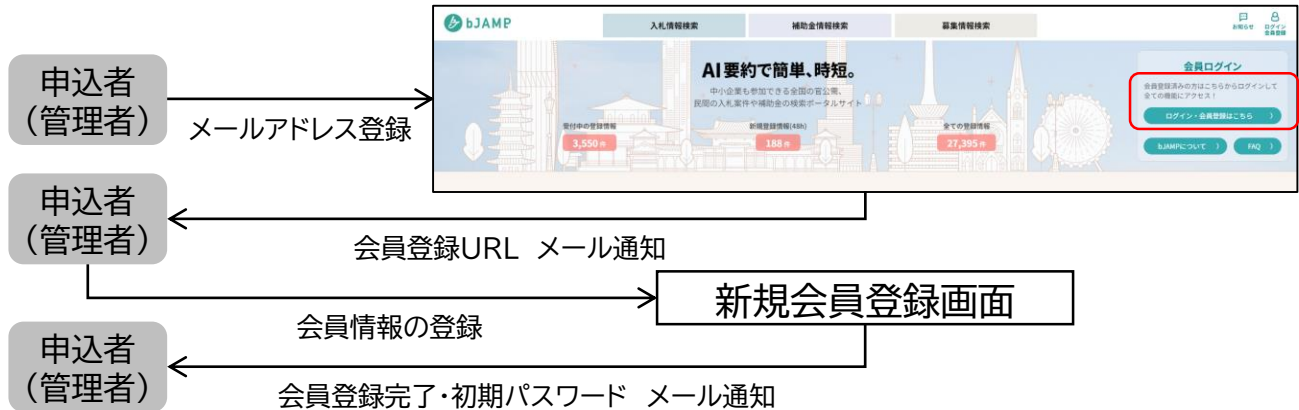 bJAMP
入札情報検索
補助金情報検索
募集情報検索
お知らせ
ログイン
会員登録
申込者
（管理者）
メールアドレス登録
AI要約で簡単、時短。
中小企業も参加できる全国の官公需、
民間の入札案件や補助金の検索ポータルサイト
受付中の登録情報
3,550 件
新規登録情報(48h)
188 件
全ての登録情報
27,395 件
会員ログイン
会員登録済みの方はこちらからログインして
全ての機能にアクセス！
ログイン・会員登録はこちら
bJAMPについて
FAQ
申込者
（管理者）
会員登録URL メール通知
会員情報の登録
新規会員登録画面
申込者
（管理者）
会員登録完了・初期パスワード メール通知